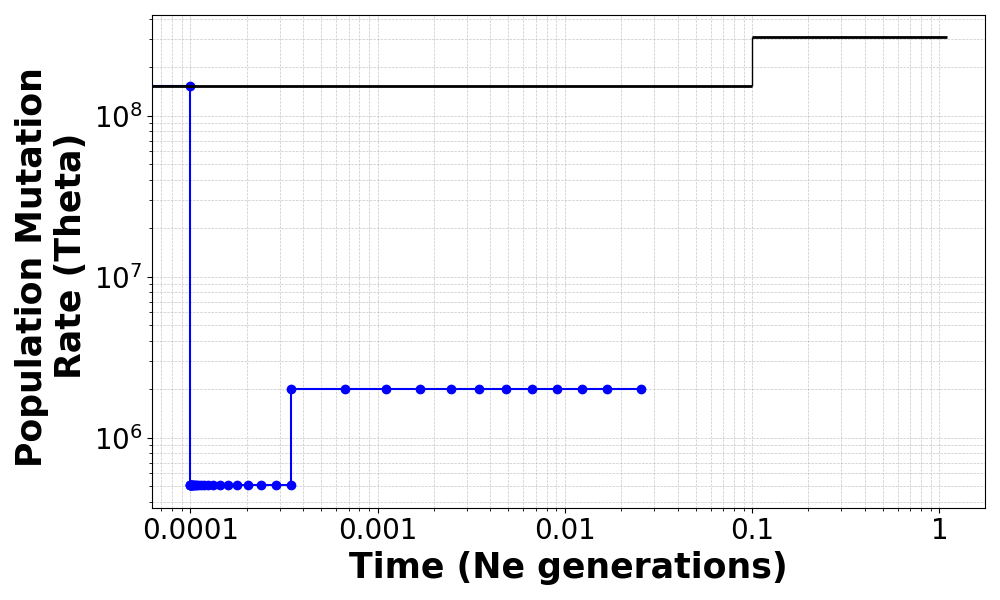 Population Mutation
Rate (Theta)
10^8
10^7
10^6
0.0001 0.001 0.01 0.1 1
Time (Ne generations)